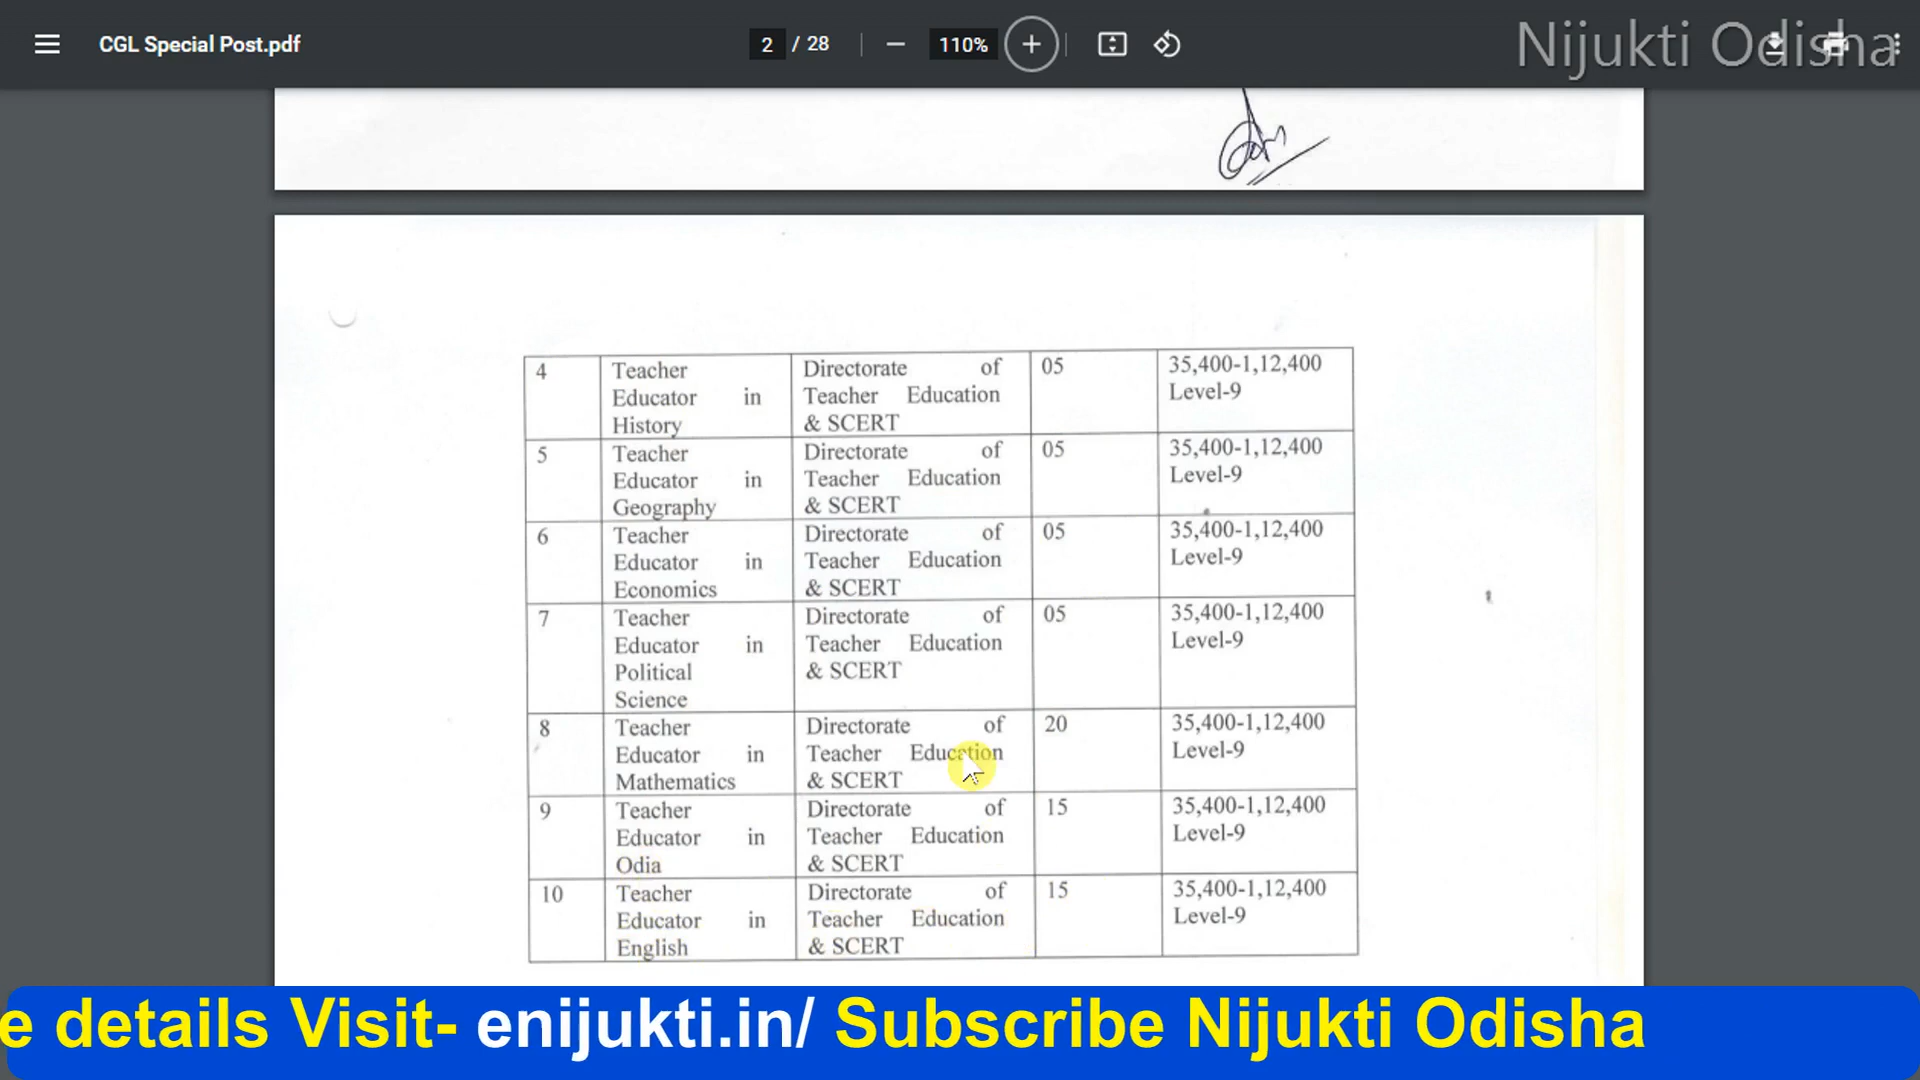 CGL Special Post.pdf
2 / 28
110%
Nijukti Odisha
4 Teacher Educator in History Directorate of Teacher Education & SCERT 05 35,400-1,12,400 Level-9
5 Teacher Educator in Geography Directorate of Teacher Education & SCERT 05 35,400-1,12,400 Level-9
6 Teacher Educator in Economics Directorate of Teacher Education & SCERT 05 35,400-1,12,400 Level-9
7 Teacher Educator in Political Science Directorate of Teacher Education & SCERT 05 35,400-1,12,400 Level-9
8 Teacher Educator in Mathematics Directorate of Teacher Education & SCERT 20 35,400-1,12,400 Level-9
9 Teacher Educator in Odia Directorate of Teacher Education & SCERT 15 35,400-1,12,400 Level-9
10 Teacher Educator in English Directorate of Teacher Education & SCERT 15 35,400-1,12,400 Level-9
e details Visit- enijukti.in/ Subscribe Nijukti Odisha